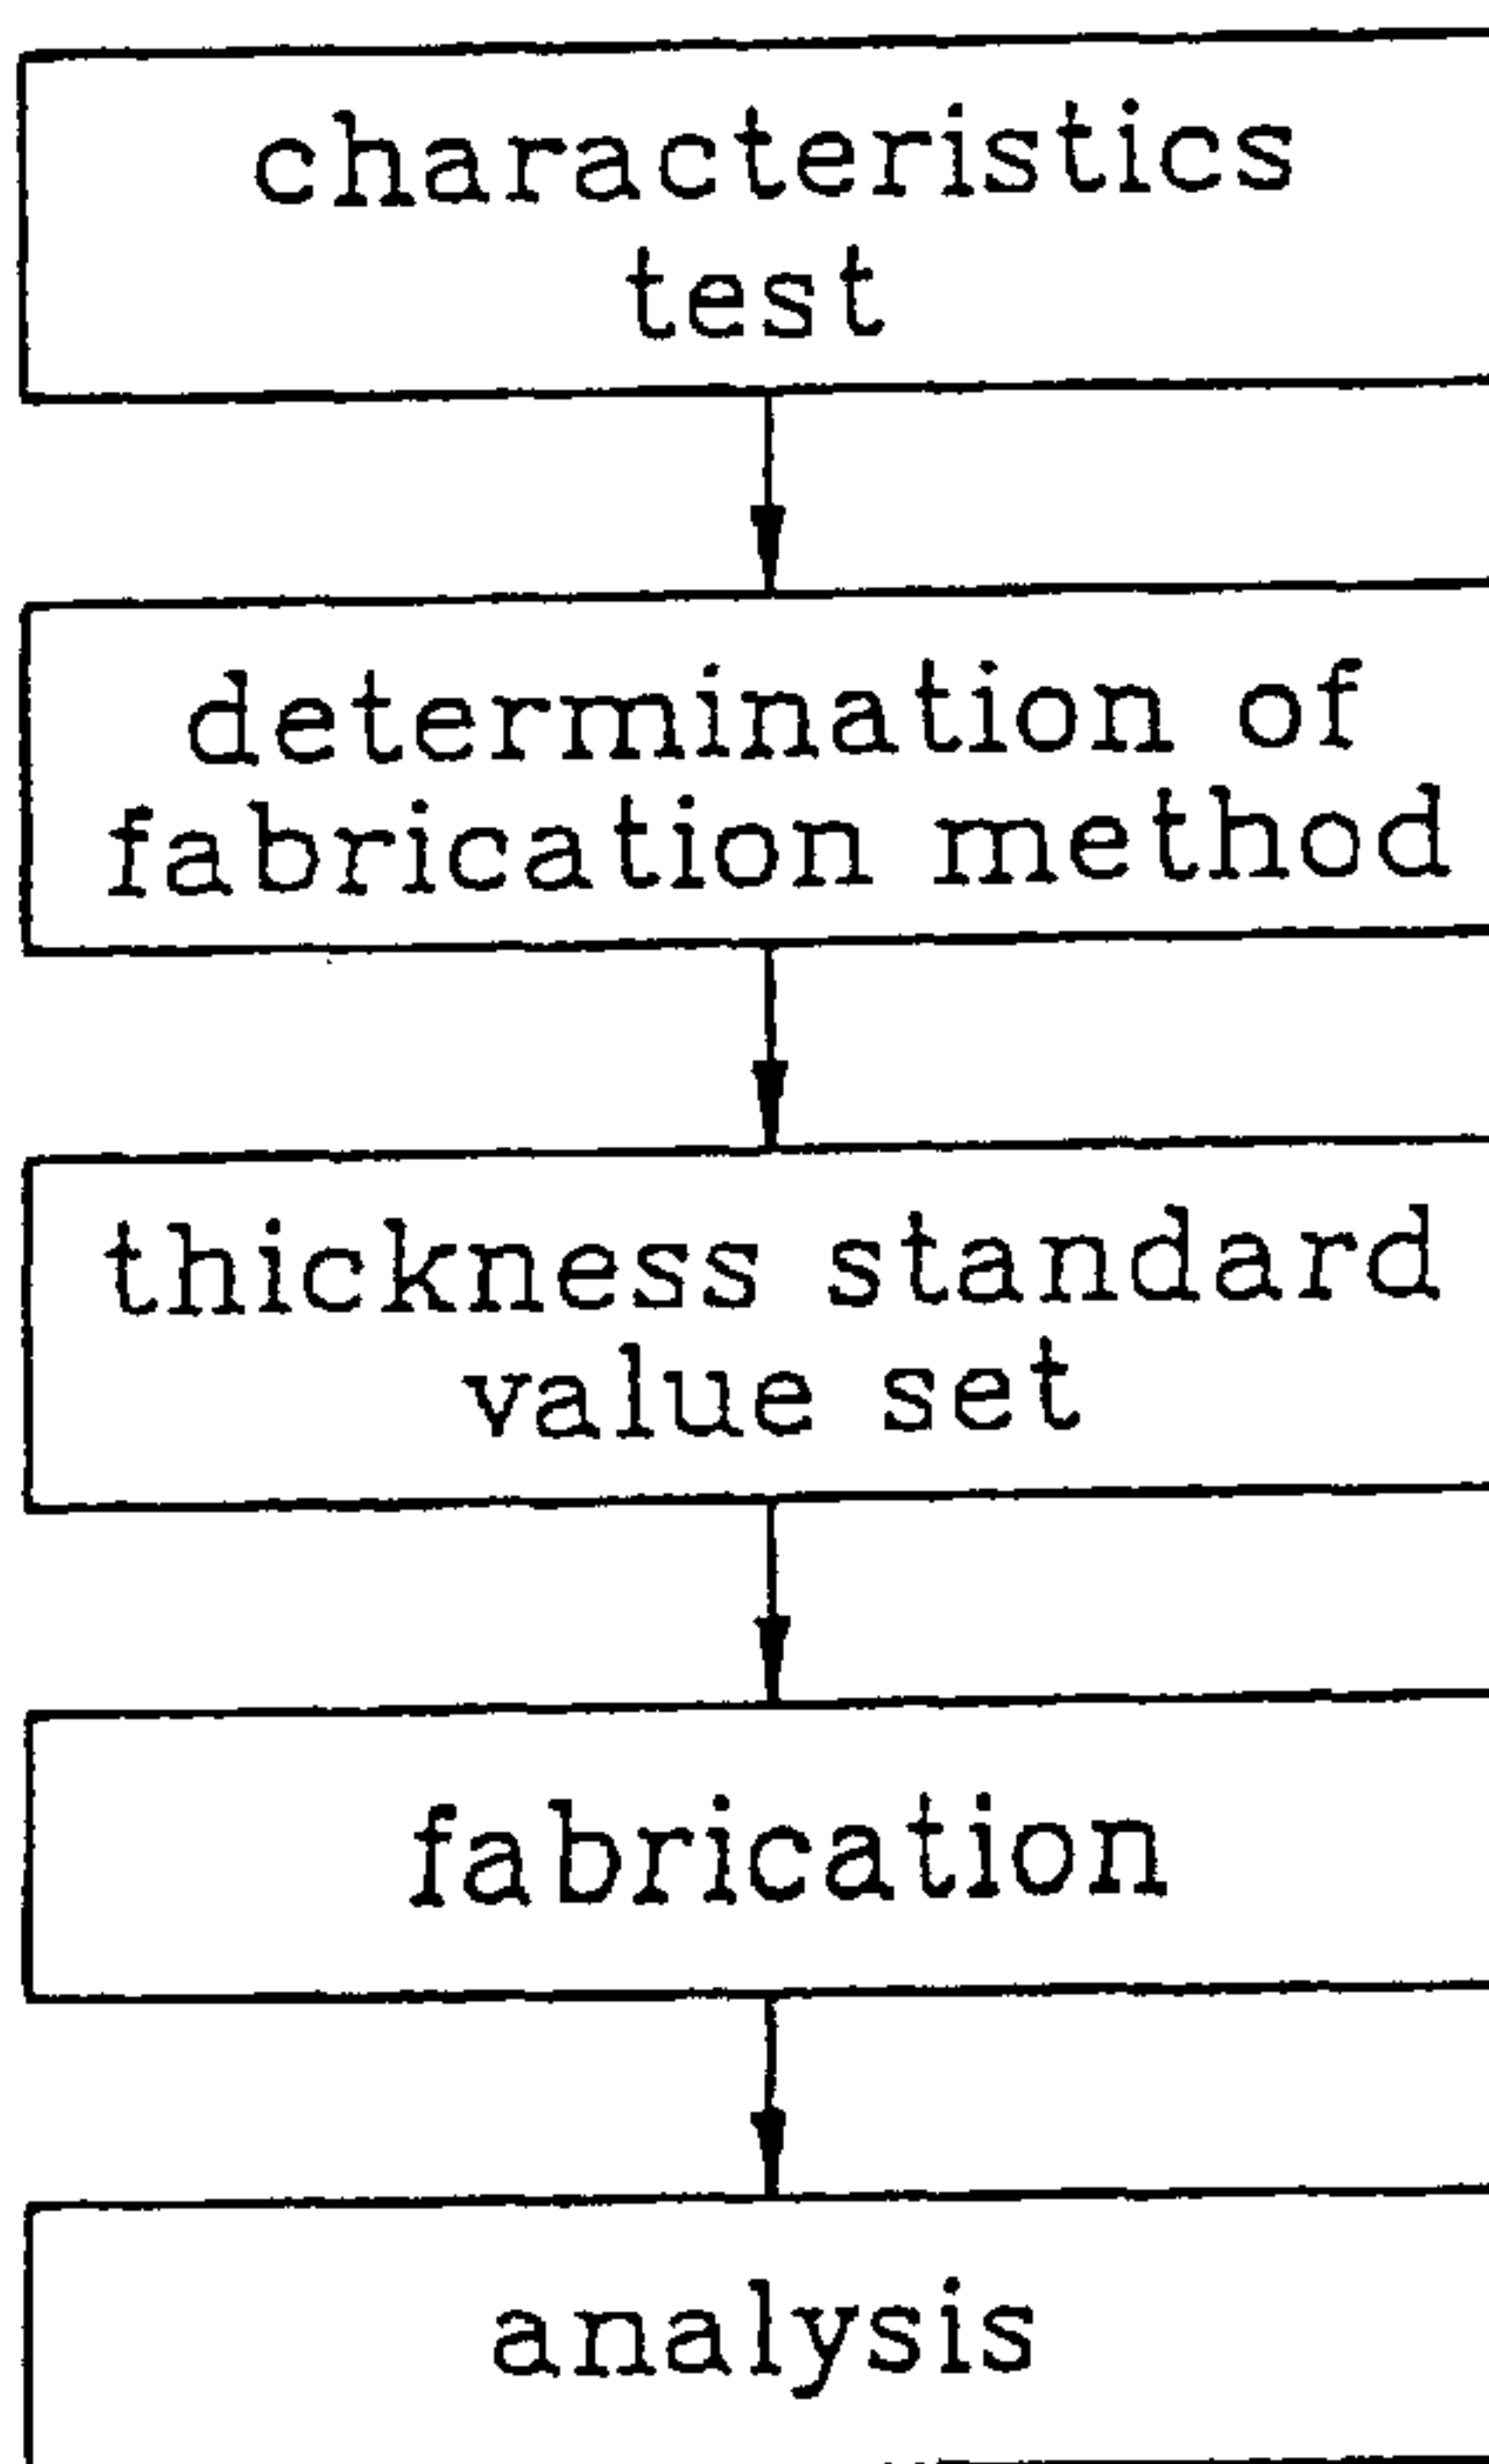 characteristics
test
determination of
fabrication method
thickness standard
value set
fabrication
analysis